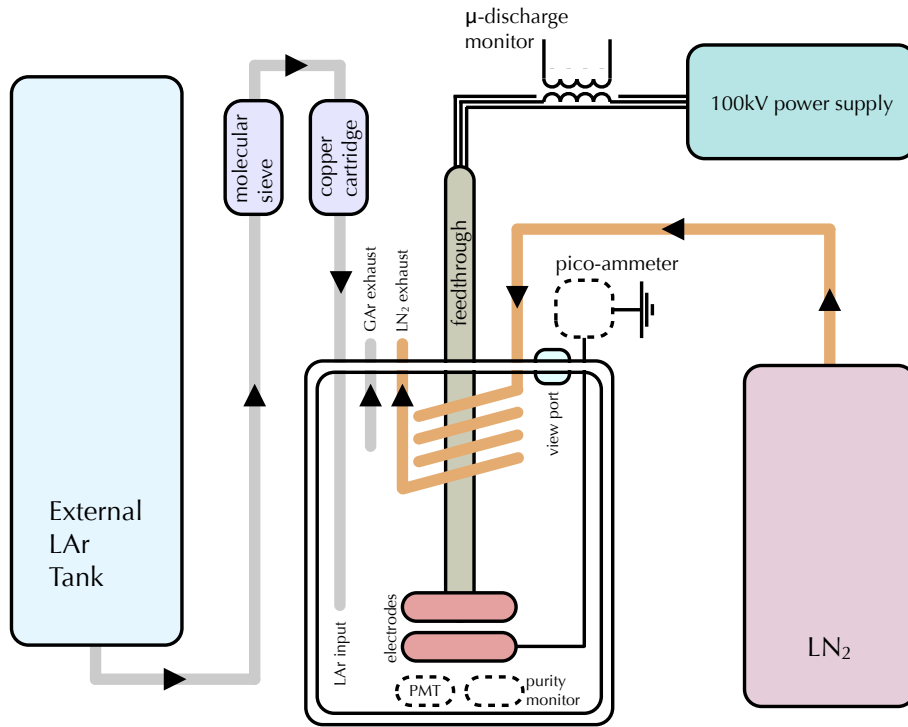 μ-discharge
monitor
100kV power supply
molecular
sieve
copper
cartridge
GAr exhaust
LN₂ exhaust
feedthrough
pico-ammeter
view port
External
LAr
Tank
LAr input
electrodes
PMT
purity
monitor
LN₂